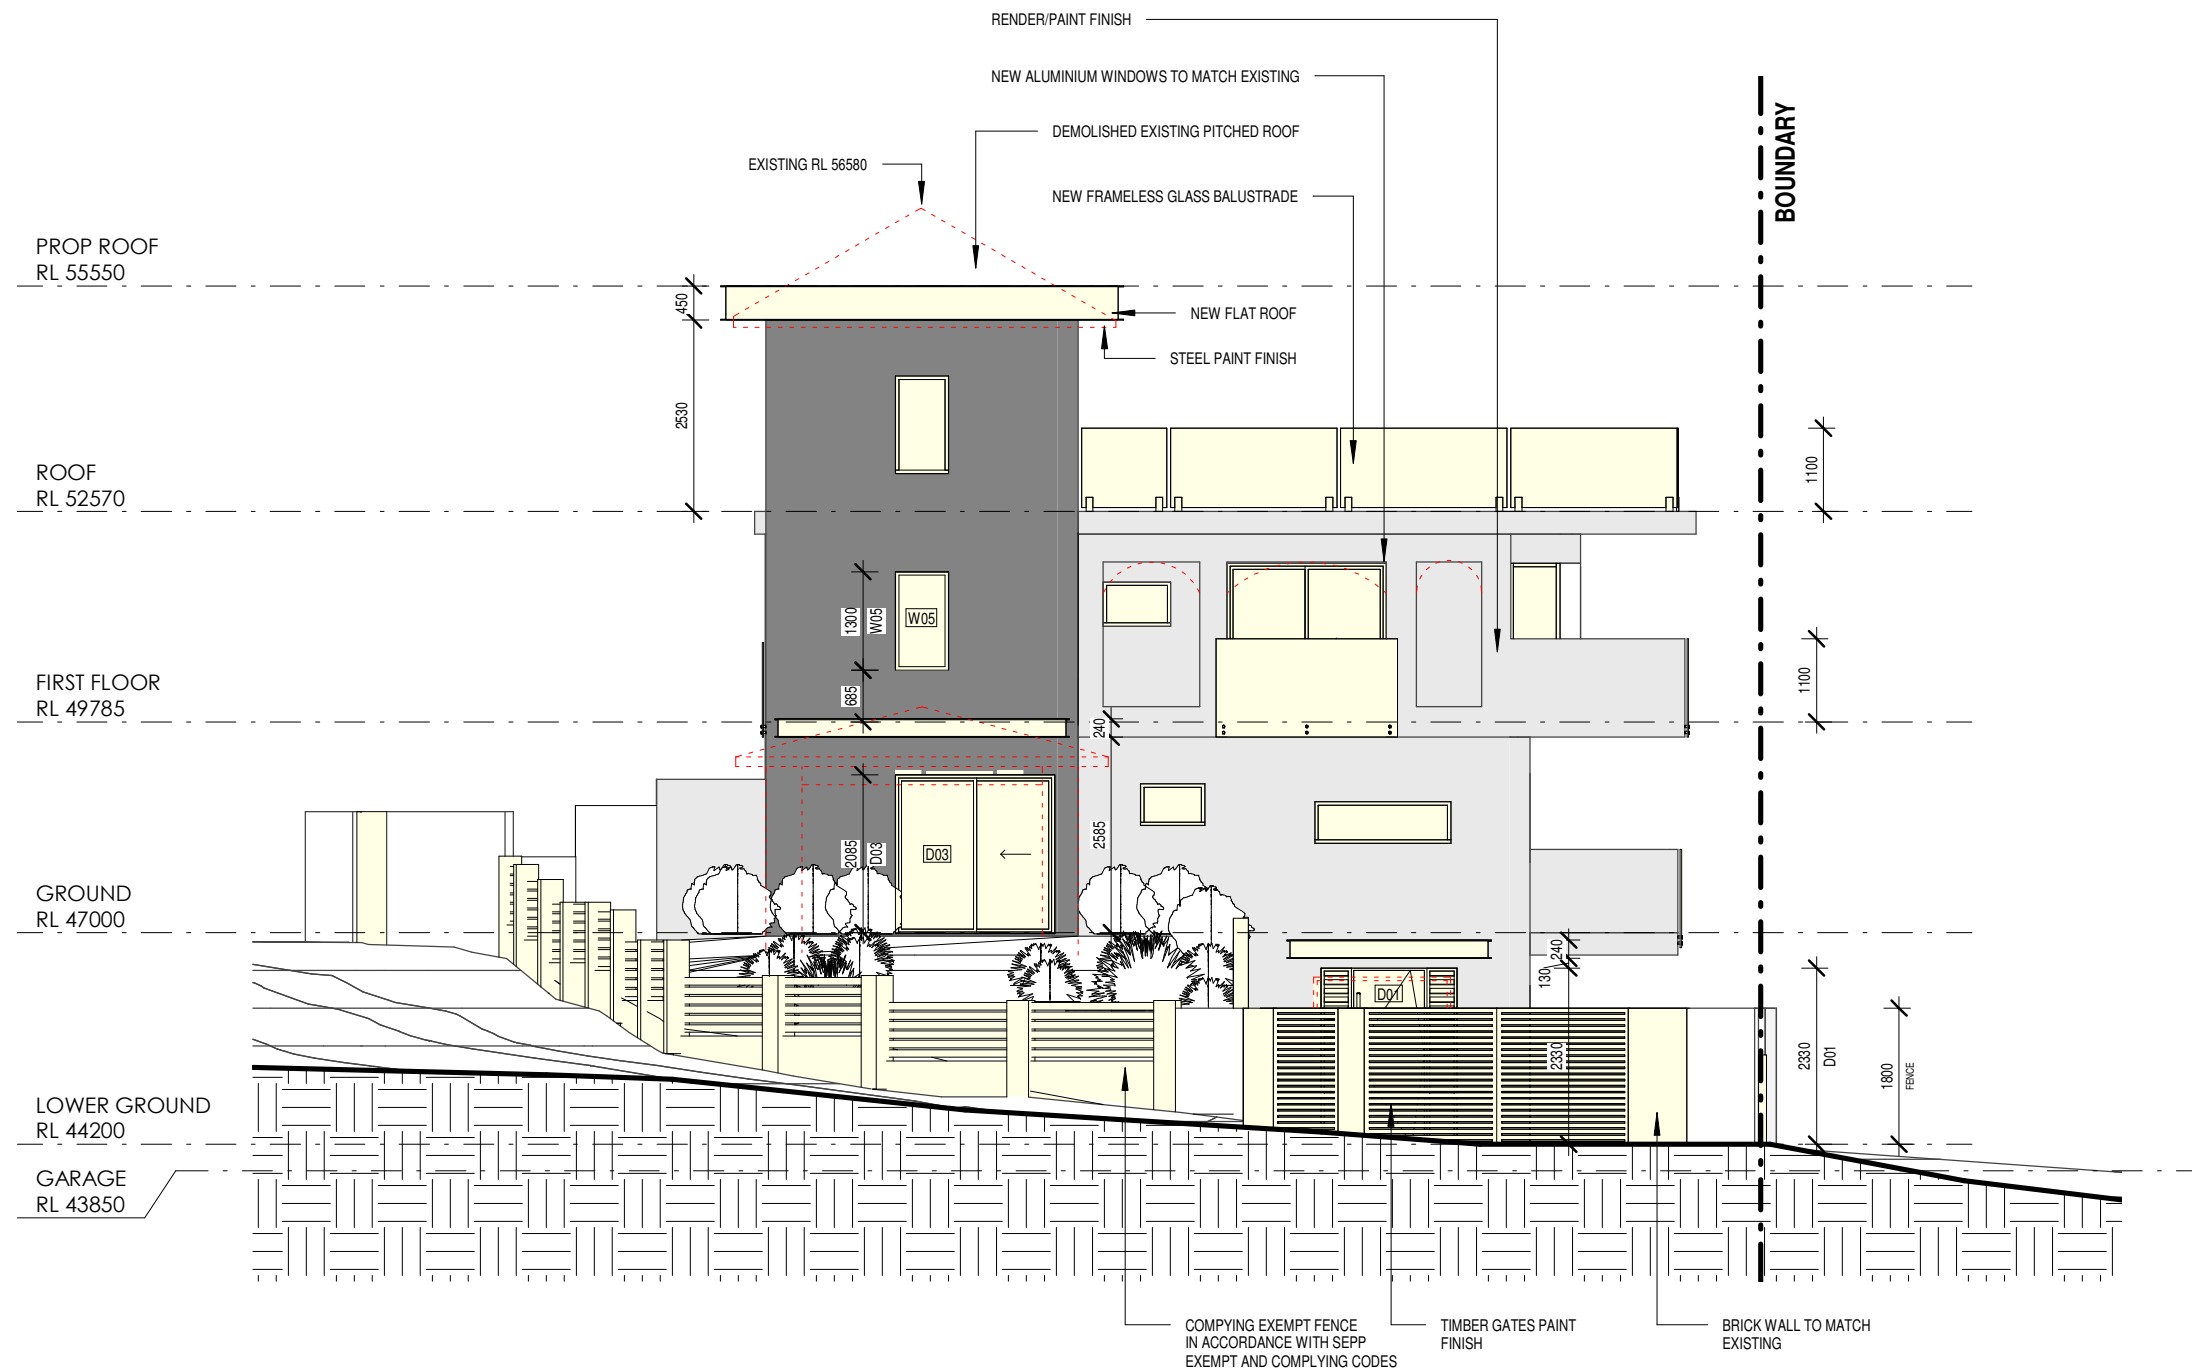 RENDER/PAINT FINISH
NEW ALUMINIUM WINDOWS TO MATCH EXISTING
DEMOLISHED EXISTING PITCHED ROOF
EXISTING RL 56580
NEW FRAMELESS GLASS BALUSTRADE
BOUNDARY
PROP ROOF
RL 55550
450
NEW FLAT ROOF
STEEL PAINT FINISH
2530
ROOF
RL 52570
1100
1300
W05
W05
685
FIRST FLOOR
RL 49785
240
1100
2085
D03
D03
2585
GROUND
RL 47000
240
130
D01
2330
2330
D01
1800
FENCE
LOWER GROUND
RL 44200
GARAGE
RL 43850
COMPYING EXEMPT FENCE
IN ACCORDANCE WITH SEPP
EXEMPT AND COMPLYING CODES
TIMBER GATES PAINT
FINISH
BRICK WALL TO MATCH
EXISTING